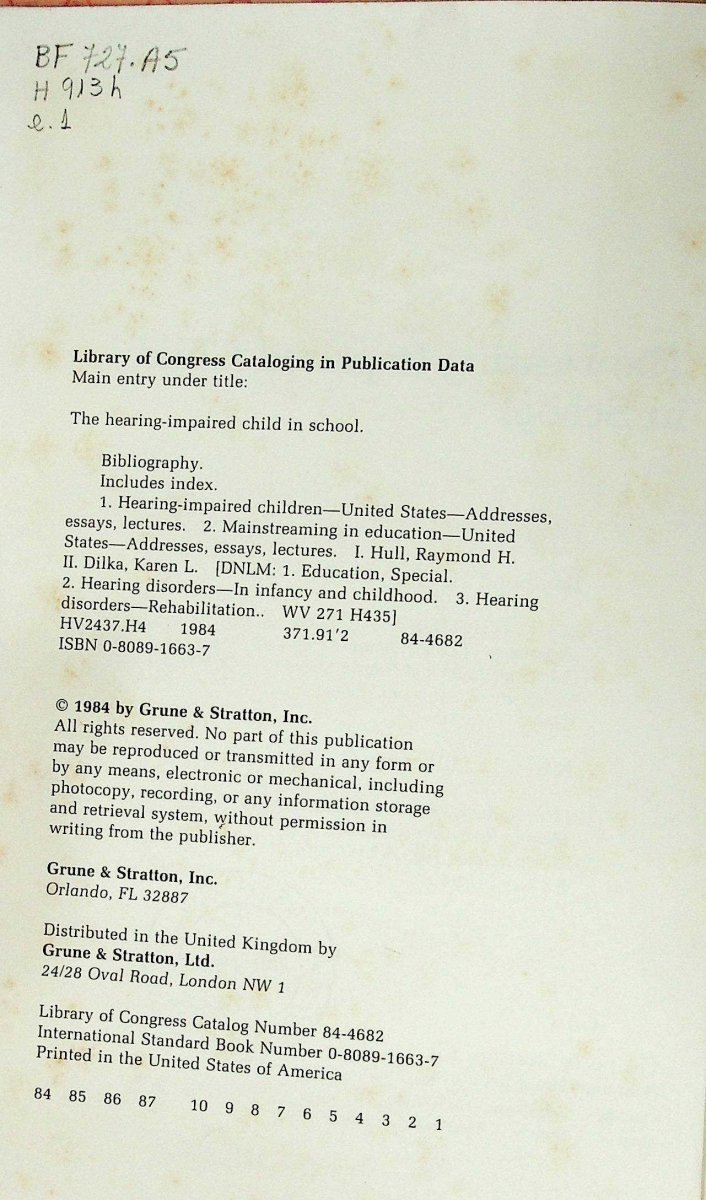 BF 727.A5
H 913h
e.1
Library of Congress Cataloging in Publication Data
Main entry under title:
The hearing-impaired child in school.
Bibliography.
Includes index.
1. Hearing-impaired children—United States—Addresses,
essays, lectures. 2. Mainstreaming in education—United
States—Addresses, essays, lectures. I. Hull, Raymond H.
II. Dilka, Karen L. [DNLM: 1. Education, Special.
2. Hearing disorders—In infancy and childhood. 3. Hearing
disorders—Rehabilitation.. WV 271 H435]
HV2437.H4 1984 371.91'2 84-4682
ISBN 0-8089-1663-7
© 1984 by Grune & Stratton, Inc.
All rights reserved. No part of this publication
may be reproduced or transmitted in any form or
by any means, electronic or mechanical, including
photocopy, recording, or any information storage
and retrieval system, without permission in
writing from the publisher.
Grune & Stratton, Inc.
Orlando, FL 32887
Distributed in the United Kingdom by
Grune & Stratton, Ltd.
24/28 Oval Road, London NW 1
Library of Congress Catalog Number 84-4682
International Standard Book Number 0-8089-1663-7
Printed in the United States of America
84 85 86 87 10 9 8 7 6 5 4 3 2 1